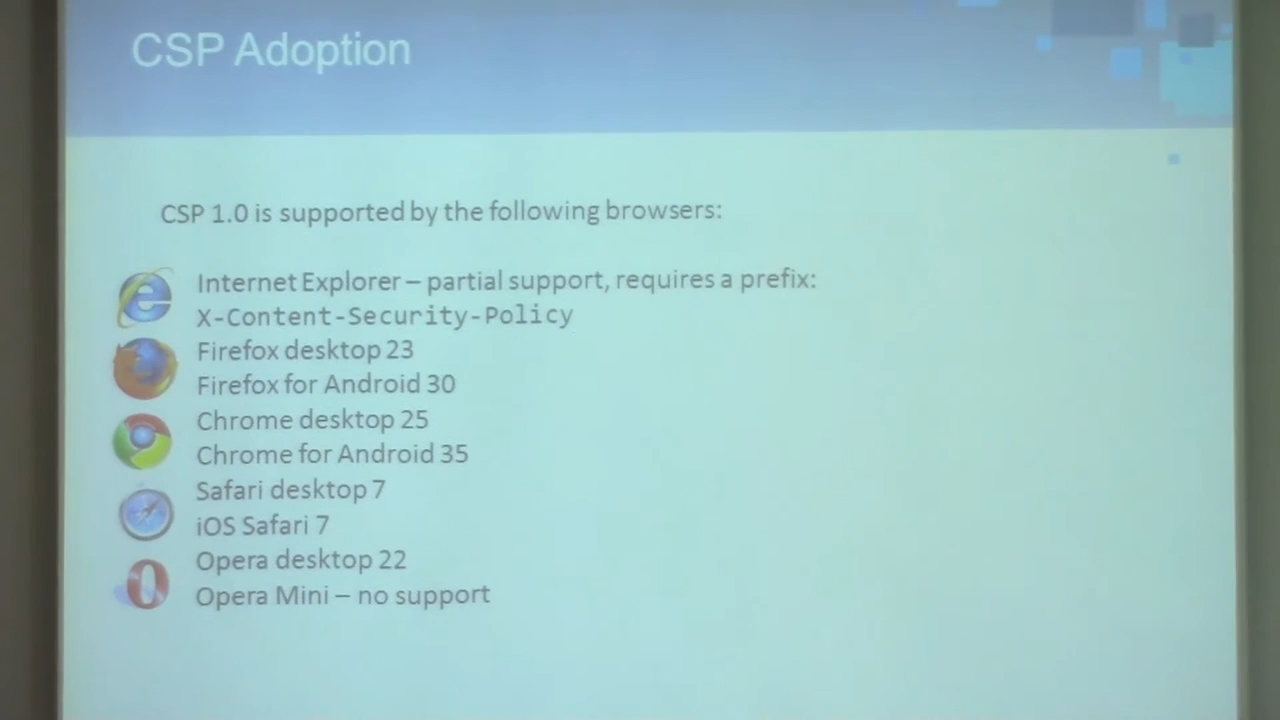 CSP Adoption
CSP 1.0 is supported by the following browsers:
Internet Explorer – partial support, requires a prefix:
X-Content-Security-Policy
Firefox desktop 23
Firefox for Android 30
Chrome desktop 25
Chrome for Android 35
Safari desktop 7
iOS Safari 7
Opera desktop 22
Opera Mini – no support